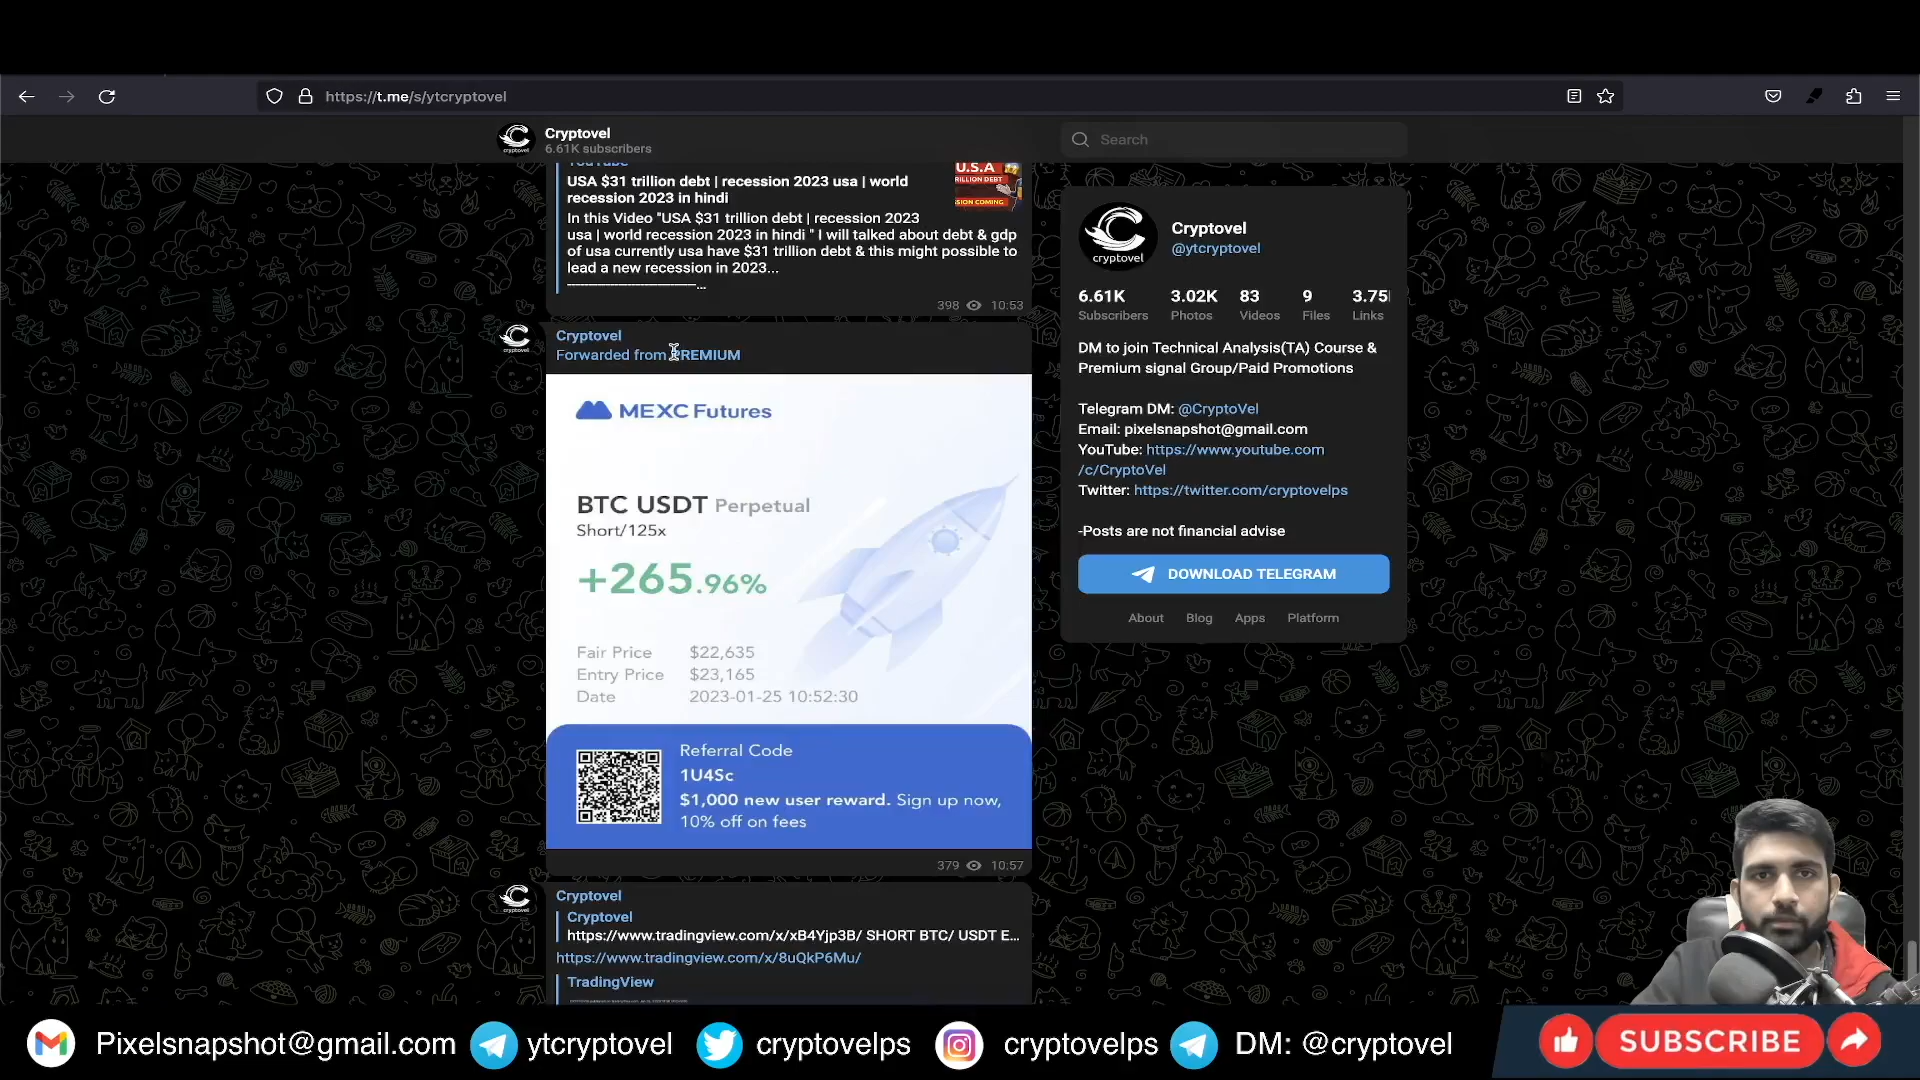 https://t.me/s/ytcryptovel
Cryptovel
6.61K subscribers
Search
YouTube
USA $31 trillion debt | recession 2023 usa | world
recession 2023 in hindi
In this Video "USA $31 trillion debt | recession 2023
usa | world recession 2023 in hindi " I will talked about debt & gdp
of usa currently usa have $31 trillion debt & this might possible to
lead a new recession in 2023...
...
U.S.A
398 10:53
Cryptovel
Forwarded from PREMIUM
MEXC Futures
BTC USDT Perpetual
Short/125x
+265.96%
Fair Price $22,635
Entry Price $23,165
Date 2023-01-25 10:52:30
Referral Code
1U4Sc
$1,000 new user reward. Sign up now,
10% off on fees
379 10:57
Cryptovel
Cryptovel
https://www.tradingview.com/x/xB4Yjp3B/ SHORT BTC/ USDT E...
https://www.tradingview.com/x/8uQkP6Mu/
TradingView
cryptovel
Cryptovel
@ytcryptovel
6.61K 3.02K 83 9 3.75
Subscribers Photos Videos Files Links
DM to join Technical Analysis(TA) Course &
Premium signal Group/Paid Promotions
Telegram DM: @CryptoVel
Email: pixelsnapshot@gmail.com
YouTube: https://www.youtube.com
/c/CryptoVel
Twitter: https://twitter.com/cryptovelps
-Posts are not financial advise
DOWNLOAD TELEGRAM
About Blog Apps Platform
Pixelsnapshot@gmail.com ytcryptovel cryptovelps cryptovelps DM: @cryptovel
SUBSCRIBE